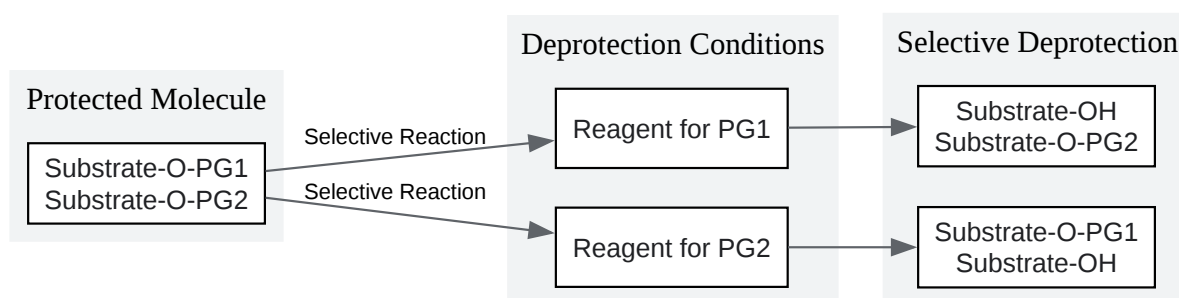 Protected Molecule
Substrate-O-PG1
Substrate-O-PG2
Selective Reaction
Selective Reaction
Deprotection Conditions
Reagent for PG1
Reagent for PG2
Selective Deprotection
Substrate-OH
Substrate-O-PG2
Substrate-O-PG1
Substrate-OH